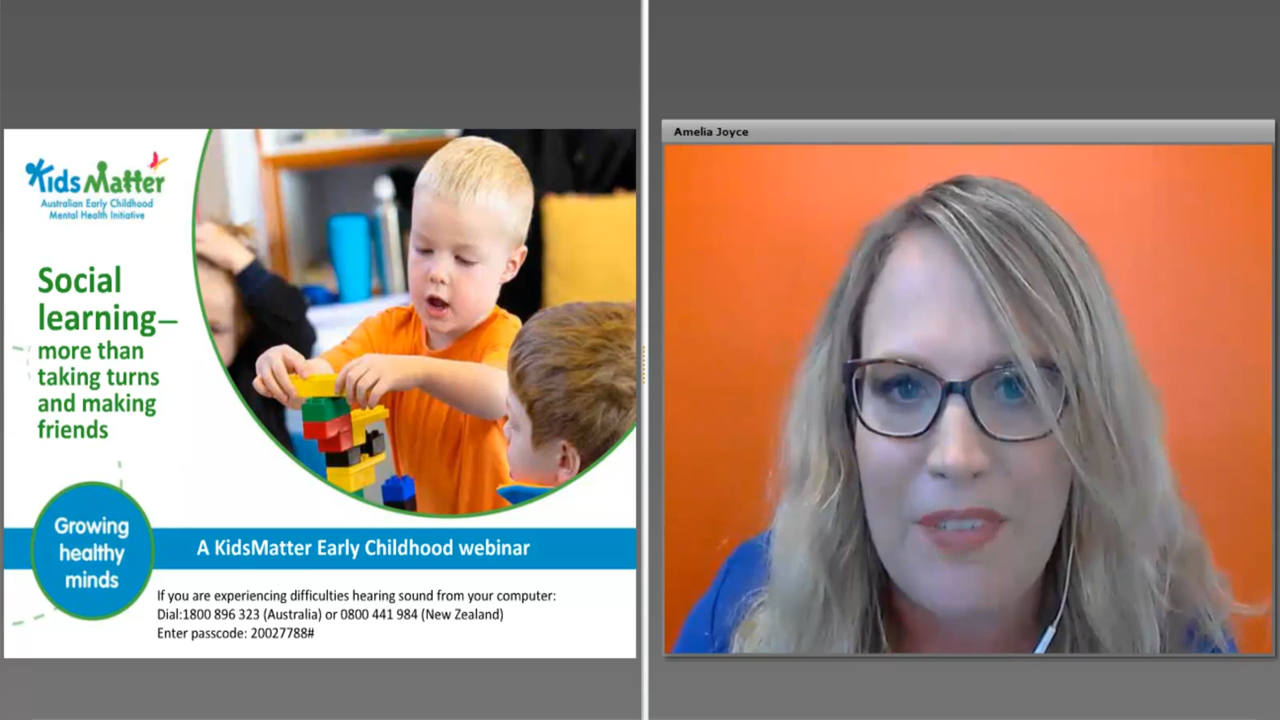 Kids Matter
Australian Early Childhood
Mental Health Initiative
Social
learning—
more than
taking turns
and making
friends
Growing
healthy
minds
A KidsMatter Early Childhood webinar
If you are experiencing difficulties hearing sound from your computer:
Dial:1800 896 323 (Australia) or 0800 441 984 (New Zealand)
Enter passcode: 20027788#
Amelia Joyce